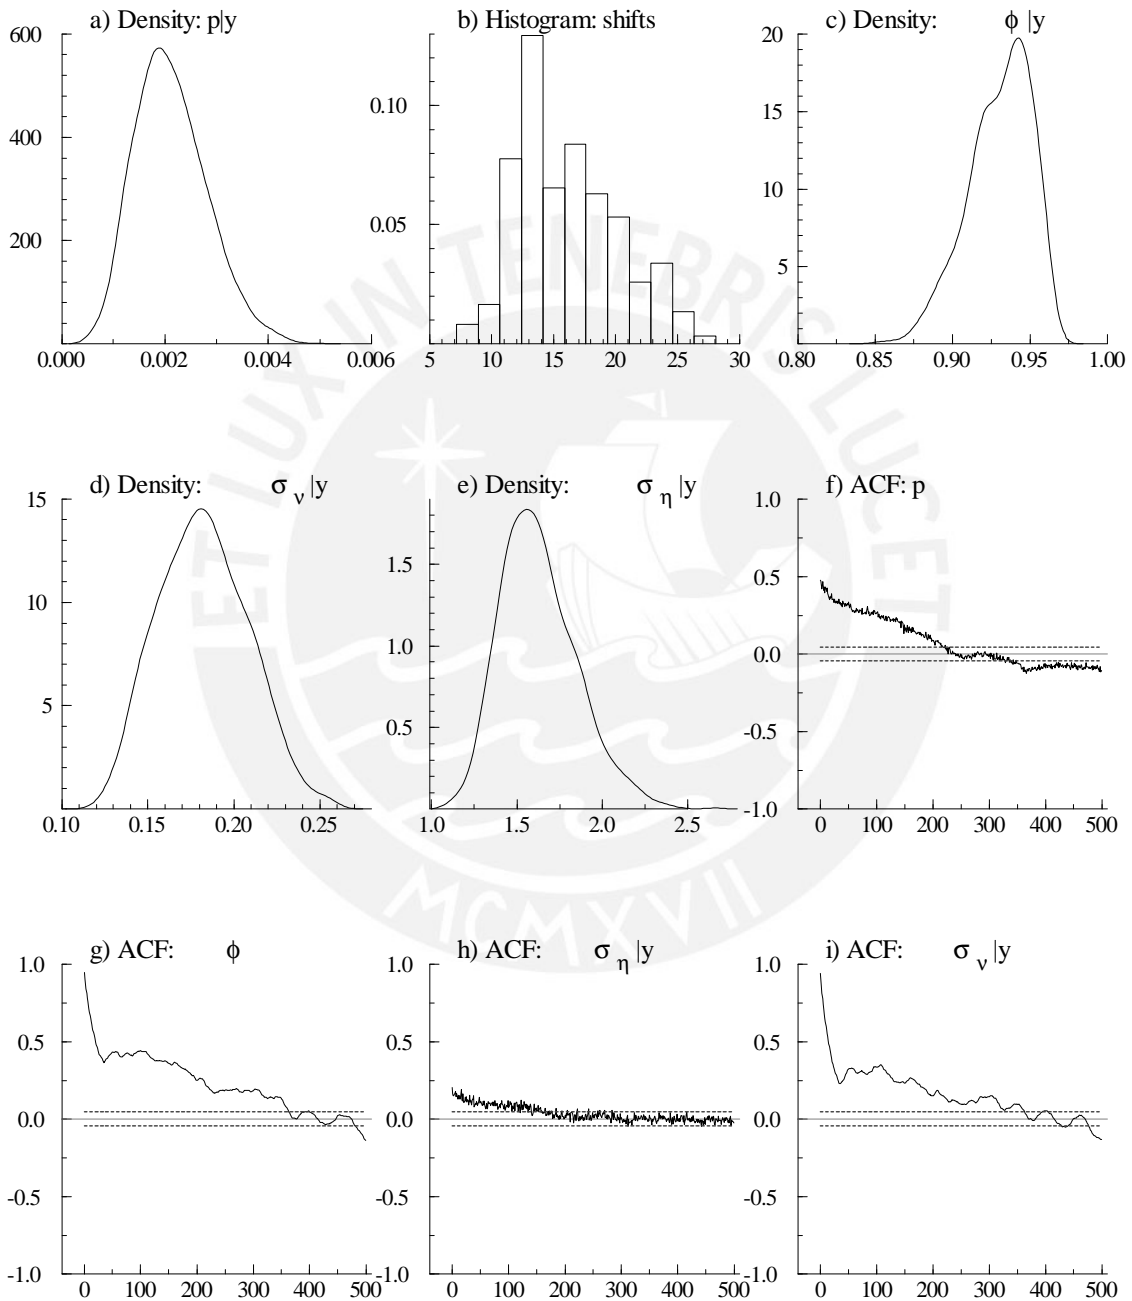 a) Density: p|y
b) Histogram: shifts
c) Density: ϕ |y
600
400
200
0.000 0.002 0.004 0.006
0.10
0.05
5 10 15 20 25 30
20
15
10
5
0.80 0.85 0.90 0.95 1.00
d) Density: σν |y
e) Density: ση |y
f) ACF: p
15
10
5
0.10 0.15 0.20 0.25
1.5
1.0
0.5
1.0 1.5 2.0 2.5
1.0
0.5
0.0
-0.5
-1.0
0 100 200 300 400 500
g) ACF: ϕ
h) ACF: ση |y
i) ACF: σν |y
1.0
0.5
0.0
-0.5
-1.0
0 100 200 300 400 500
1.0
0.5
0.0
-0.5
-1.0
0 100 200 300 400 500
1.0
0.5
0.0
-0.5
-1.0
0 100 200 300 400 500
ET LUX IN TENEBRIS LUCET
MCMXVII